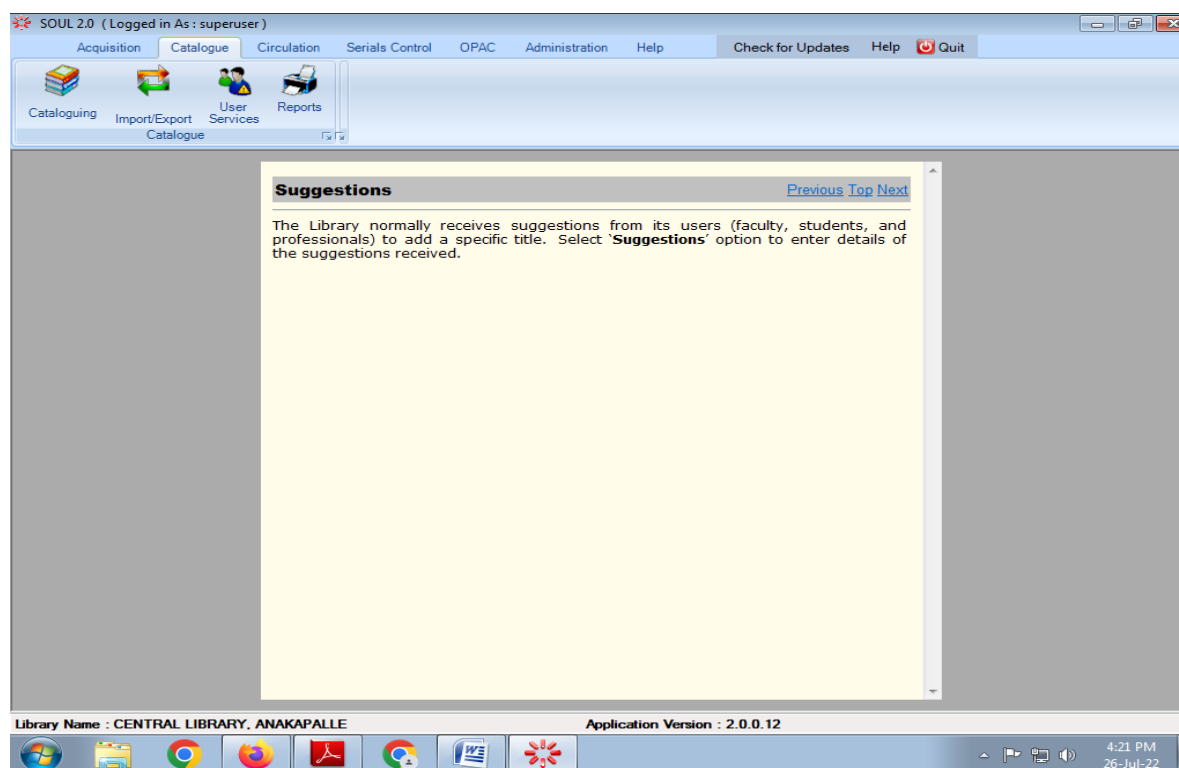 SOUL 2.0 ( Logged in As : superuser )
Acquisition Catalogue Circulation Serials Control OPAC Administration Help Check for Updates Help Quit
Cataloguing Import/Export User Services Reports
Catalogue
Suggestions Previous Top Next
The Library normally receives suggestions from its users (faculty, students, and
professionals) to add a specific title. Select `Suggestions´ option to enter details of
the suggestions received.
Library Name : CENTRAL LIBRARY, ANAKAPALLE Application Version : 2.0.0.12
4:21 PM
26-Jul-22